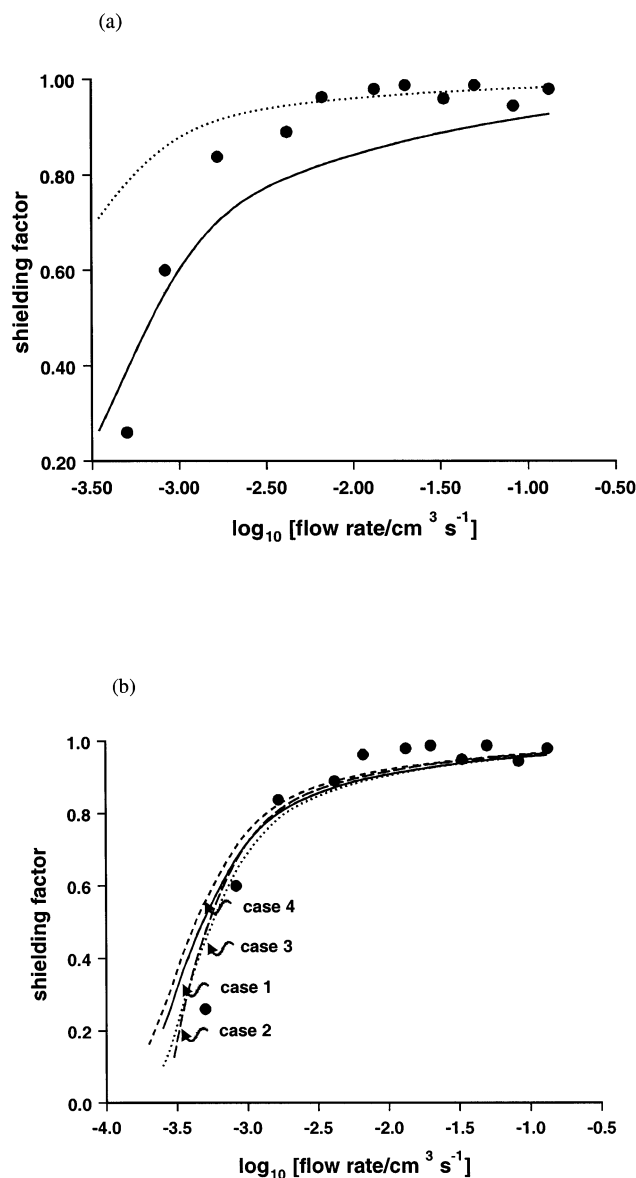 (a)
1.00
0.80
0.60
0.40
0.20
shielding factor
-3.50 -3.00 -2.50 -2.00 -1.50 -1.00 -0.50
log10 [flow rate/cm 3 s-1]
(b)
1.0
0.8
0.6
0.4
0.2
0.0
shielding factor
case 4
case 3
case 1
case 2
-4.0 -3.5 -3.0 -2.5 -2.0 -1.5 -1.0 -0.5
log10 [flow rate/cm 3 s-1]